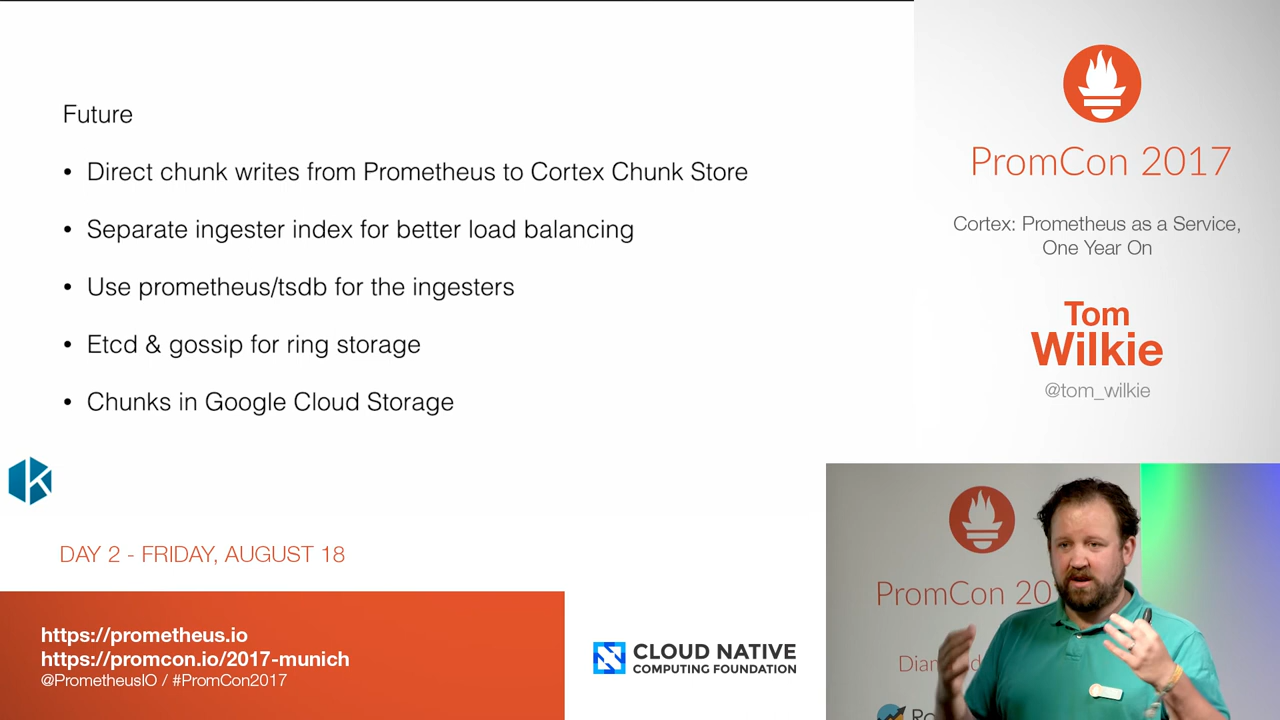 Future
• Direct chunk writes from Prometheus to Cortex Chunk Store
• Separate ingester index for better load balancing
• Use prometheus/tsdb for the ingesters
• Etcd & gossip for ring storage
• Chunks in Google Cloud Storage
DAY 2 - FRIDAY, AUGUST 18
https://prometheus.io
https://promcon.io/2017-munich
@PrometheusIO / #PromCon2017
CLOUD NATIVE
COMPUTING FOUNDATION
PromCon 2017
Cortex: Prometheus as a Service,
One Year On
Tom
Wilkie
@tom_wilkie
PromCon 20